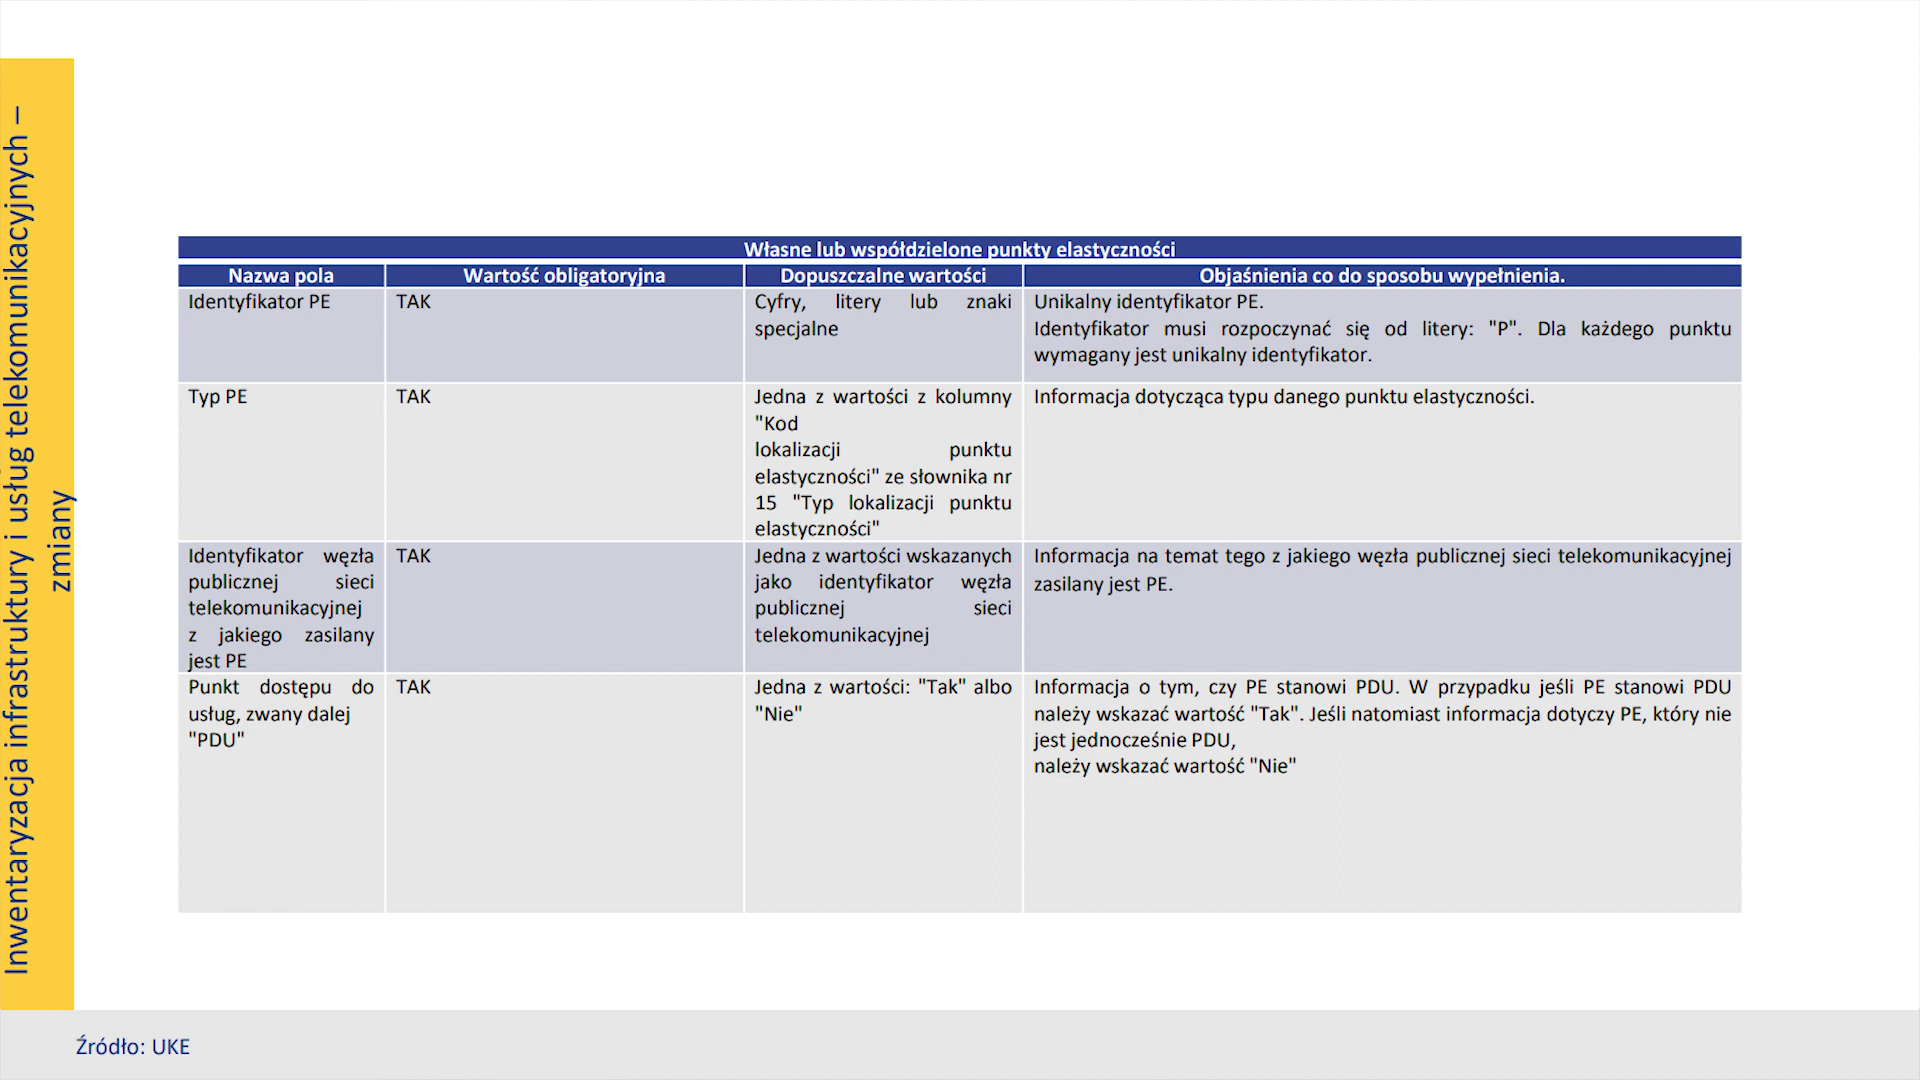 Inwentaryzacja infrastruktury i usług telekomunikacyjnych –
zmiany
Własne lub współdzielone punkty elastyczności
Nazwa pola
Wartość obligatoryjna
Dopuszczalne wartości
Objaśnienia co do sposobu wypełnienia.
Identyfikator PE
TAK
Cyfry, litery lub znaki
specjalne
Unikalny identyfikator PE.
Identyfikator musi rozpoczynać się od litery: "P". Dla każdego punktu
wymagany jest unikalny identyfikator.
Typ PE
TAK
Jedna z wartości z kolumny
"Kod
lokalizacji punktu
elastyczności" ze słownika nr
15 "Typ lokalizacji punktu
elastyczności"
Informacja dotycząca typu danego punktu elastyczności.
Identyfikator węzła
publicznej sieci
telekomunikacyjnej
z jakiego zasilany
jest PE
TAK
Jedna z wartości wskazanych
jako identyfikator węzła
publicznej sieci
telekomunikacyjnej
Informacja na temat tego z jakiego węzła publicznej sieci telekomunikacyjnej
zasilany jest PE.
Punkt dostępu do
usług, zwany dalej
"PDU"
TAK
Jedna z wartości: "Tak" albo
"Nie"
Informacja o tym, czy PE stanowi PDU. W przypadku jeśli PE stanowi PDU
należy wskazać wartość "Tak". Jeśli natomiast informacja dotyczy PE, który nie
jest jednocześnie PDU,
należy wskazać wartość "Nie"
Źródło: UKE